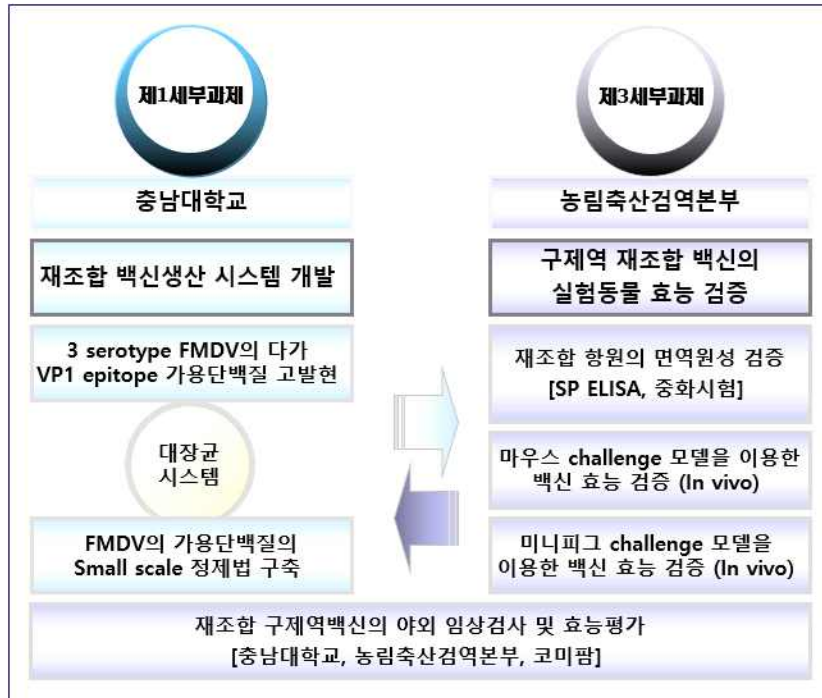 제1세부과제
충남대학교
재조합 백신생산 시스템 개발
3 serotype FMDV의 다가
VP1 epitope 가용단백질 고발현
대장균
시스템
FMDV의 가용단백질의
Small scale 정제법 구축
제3세부과제
농림축산검역본부
구제역 재조합 백신의
실험동물 효능 검증
재조합 항원의 면역원성 검증
[SP ELISA, 중화시험]
마우스 challenge 모델을 이용한
백신 효능 검증 (In vivo)
미니피그 challenge 모델을
이용한 백신 효능 검증 (In vivo)
재조합 구제역백신의 야외 임상검사 및 효능평가
[충남대학교, 농림축산검역본부, 코미팜]